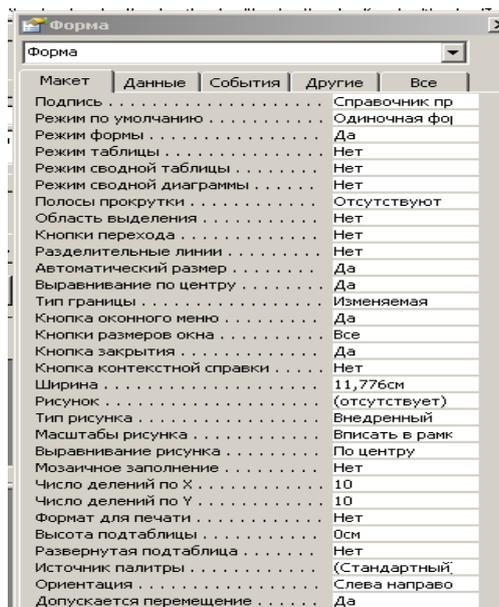 Форма
Форма
Макет Данные События Другие Все
Подпись . . . . . . . . . . . . . . . . . . . . Справочник пр
Режим по умолчанию . . . . . . . . . . Одиночная фо
Режим формы . . . . . . . . . . . . . . . . Да
Режим таблицы . . . . . . . . . . . . . . . Нет
Режим сводной таблицы . . . . . . . . Нет
Режим сводной диаграммы . . . . . . Нет
Полосы прокрутки . . . . . . . . . . . . . Отсутствуют
Область выделения . . . . . . . . . . . . Нет
Кнопки перехода . . . . . . . . . . . . . . Нет
Разделительные линии . . . . . . . . . Нет
Автоматический размер . . . . . . . . Да
Выравнивание по центру . . . . . . . Да
Тип границы . . . . . . . . . . . . . . . . . Изменяемая
Кнопка оконного меню . . . . . . . . . Да
Кнопки размеров окна . . . . . . . . . Все
Кнопка закрытия . . . . . . . . . . . . . . Да
Кнопка контекстной справки . . . . . Нет
Ширина . . . . . . . . . . . . . . . . . . . . 11,776см
Рисунок . . . . . . . . . . . . . . . . . . . . (отсутствует)
Тип рисунка . . . . . . . . . . . . . . . . . Внедренный
Масштабы рисунка . . . . . . . . . . . . Вписать в рамк
Выравнивание рисунка . . . . . . . . . По центру
Мозаичное заполнение . . . . . . . . . Нет
Число делений по X . . . . . . . . . . . 10
Число делений по Y . . . . . . . . . . . 10
Формат для печати . . . . . . . . . . . . Нет
Высота подтаблицы . . . . . . . . . . . 0см
Развернутая подтаблица . . . . . . . Нет
Источник палитры . . . . . . . . . . . . (Стандартный
Ориентация . . . . . . . . . . . . . . . . . Слева направо
Допускается перемещение . . . . . . Да